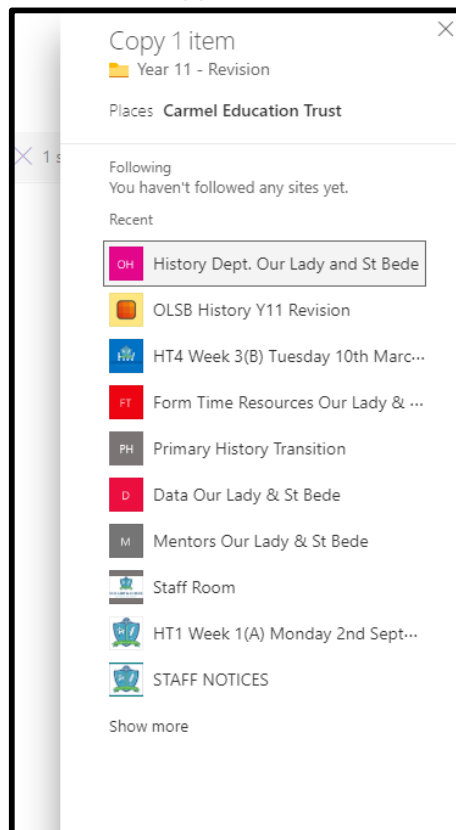 Copy 1 item
Year 11 - Revision
Places Carmel Education Trust
1 s
Following
You haven't followed any sites yet.
Recent
OH History Dept. Our Lady and St Bede
OLSB History Y11 Revision
HT4 Week 3(B) Tuesday 10th Marc...
FT Form Time Resources Our Lady & ...
PH Primary History Transition
D Data Our Lady & St Bede
M Mentors Our Lady & St Bede
Staff Room
HT1 Week 1(A) Monday 2nd Sept...
STAFF NOTICES
Show more